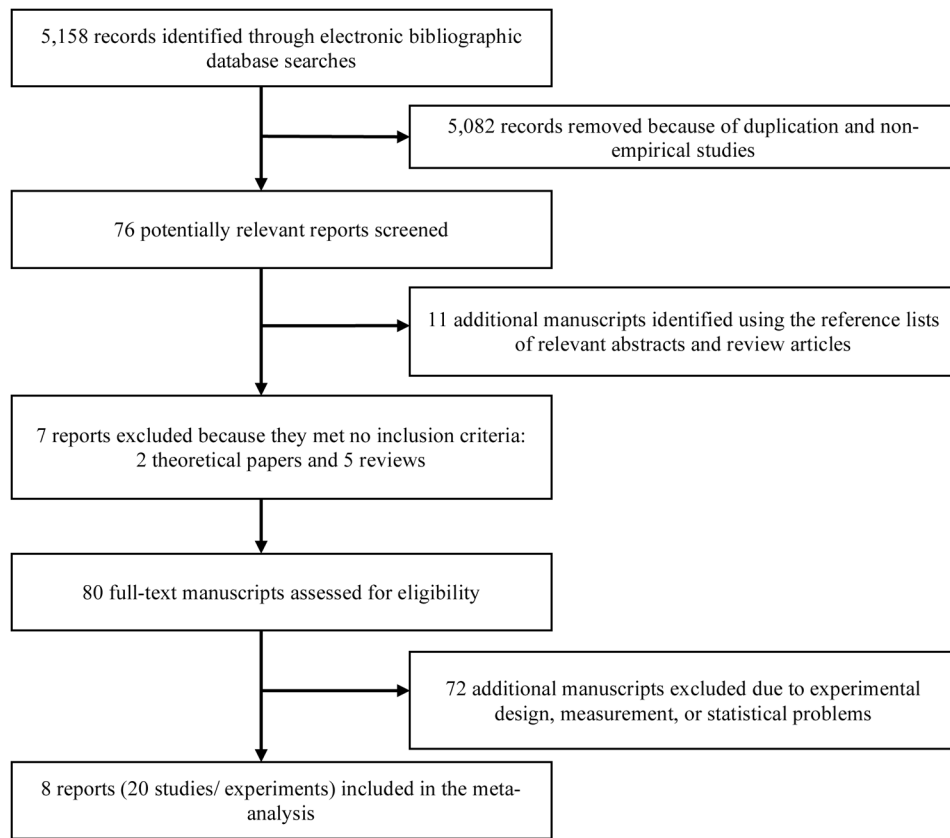 5,158 records identified through electronic bibliographic
database searches
5,082 records removed because of duplication and non-
empirical studies
76 potentially relevant reports screened
11 additional manuscripts identified using the reference lists
of relevant abstracts and review articles
7 reports excluded because they met no inclusion criteria:
2 theoretical papers and 5 reviews
80 full-text manuscripts assessed for eligibility
72 additional manuscripts excluded due to experimental
design, measurement, or statistical problems
8 reports (20 studies/ experiments) included in the meta-
analysis